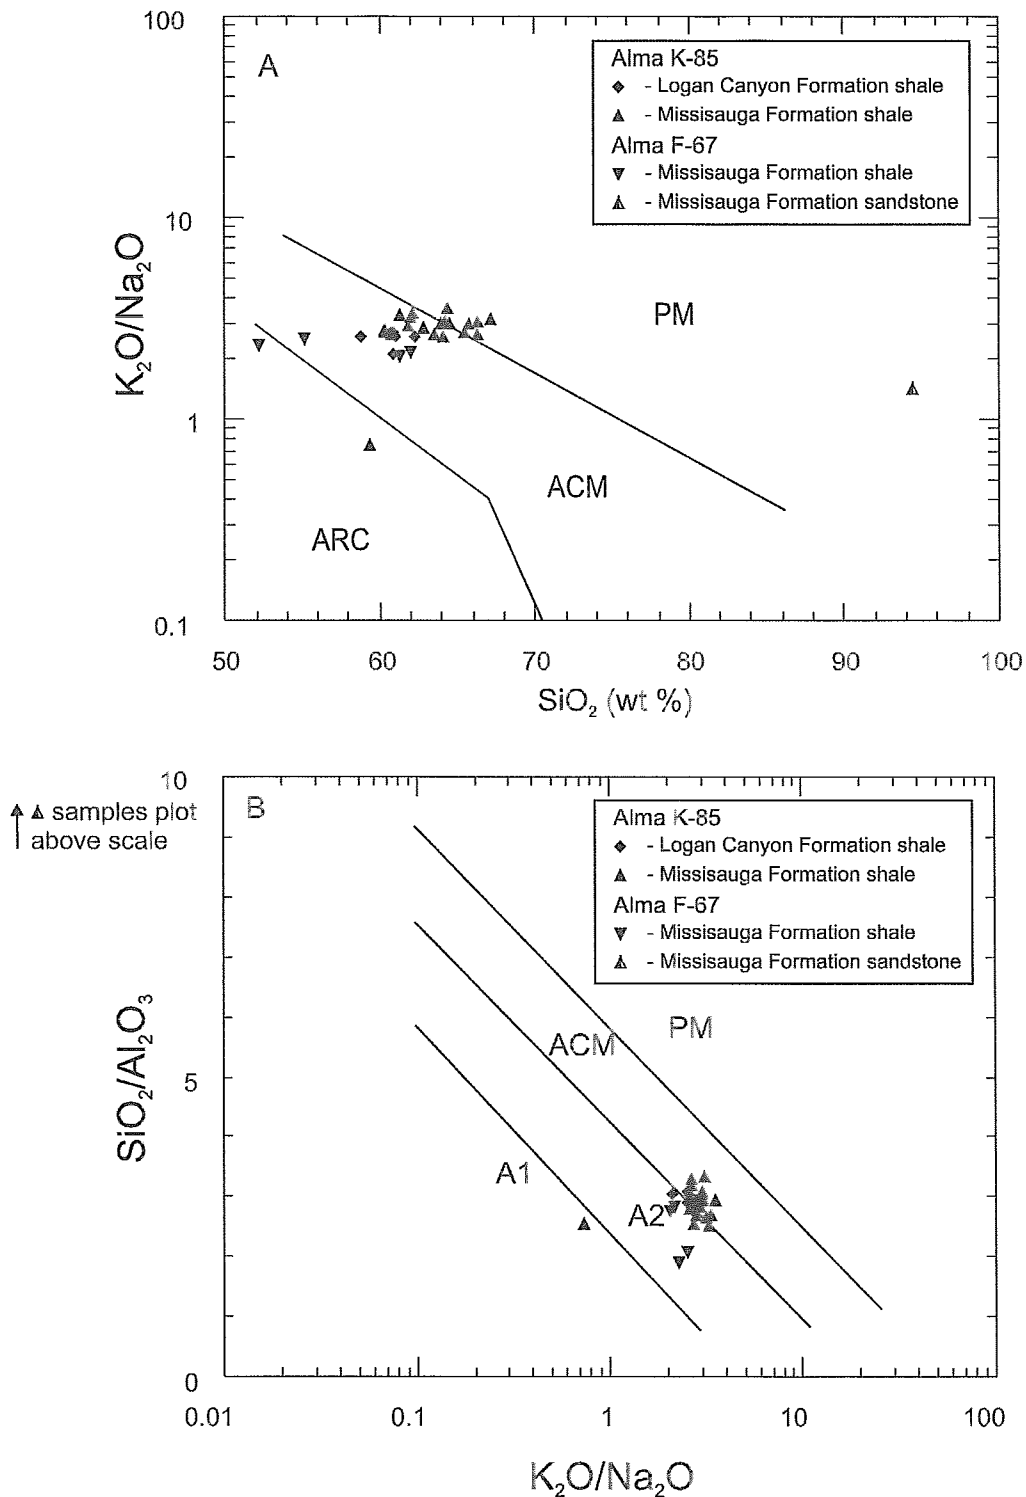 100
A
Alma K-85
- Logan Canyon Formation shale
- Missisauga Formation shale
Alma F-67
- Missisauga Formation shale
- Missisauga Formation sandstone
10
K₂O/Na₂O
PM
1
ACM
ARC
0.1
50 60 70 80 90 100
SiO₂ (wt %)
10
B
samples plot
above scale
Alma K-85
- Logan Canyon Formation shale
- Missisauga Formation shale
Alma F-67
- Missisauga Formation shale
- Missisauga Formation sandstone
SiO₂/Al₂O₃
ACM
PM
5
A1
A2
0
0.01 0.1 1 10 100
K₂O/Na₂O